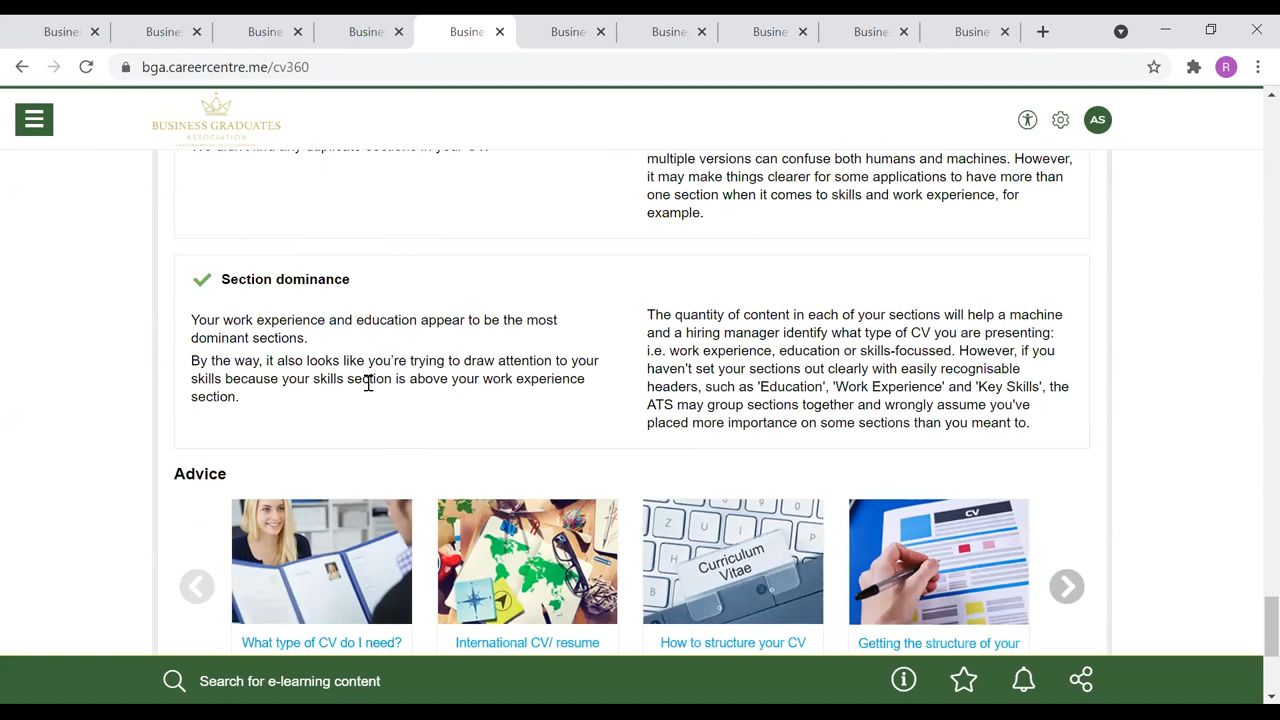 Busine
Busine
Busine
Busine
Busine
Busine
Busine
Busine
Busine
Busine
bga.careercentre.me/cv360
R
BUSINESS GRADUATES
ASSOCIATION
AS
multiple versions can confuse both humans and machines. However,
it may make things clearer for some applications to have more than
one section when it comes to skills and work experience, for
example.
Section dominance
Your work experience and education appear to be the most
dominant sections.
By the way, it also looks like you're trying to draw attention to your
skills because your skills section is above your work experience
section.
The quantity of content in each of your sections will help a machine
and a hiring manager identify what type of CV you are presenting:
i.e. work experience, education or skills-focussed. However, if you
haven't set your sections out clearly with easily recognisable
headers, such as 'Education', 'Work Experience' and 'Key Skills', the
ATS may group sections together and wrongly assume you've
placed more importance on some sections than you meant to.
Advice
Curriculum
Vitae
CV
What type of CV do I need?
International CV/ resume
How to structure your CV
Getting the structure of your
Search for e-learning content